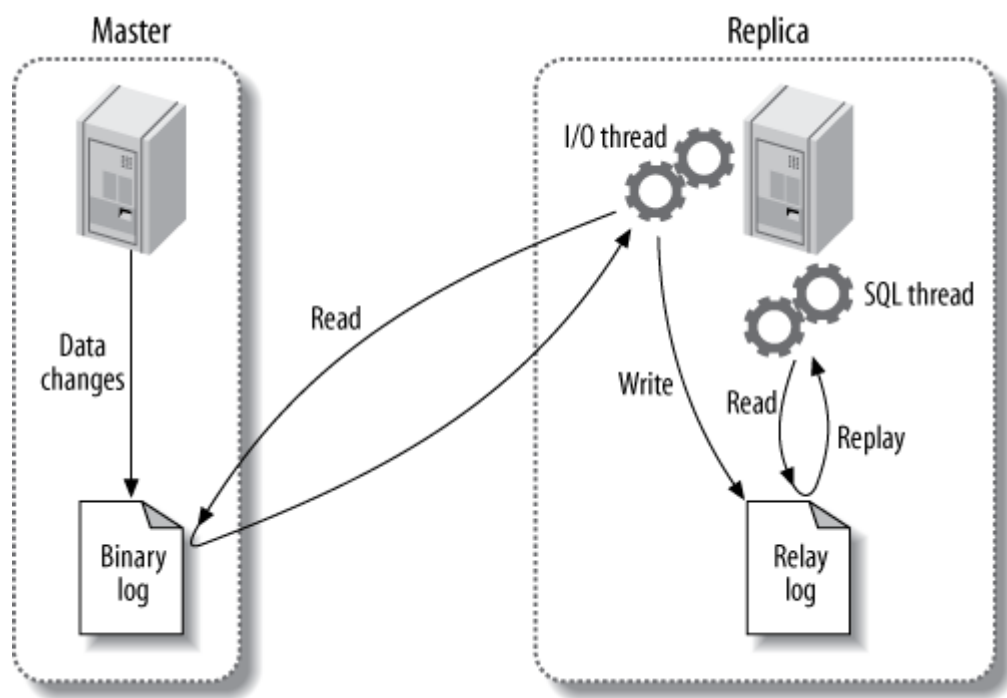 Master
Replica
I/O thread
SQL thread
Read
Data
changes
Write
Read
Replay
Binary
log
Relay
log